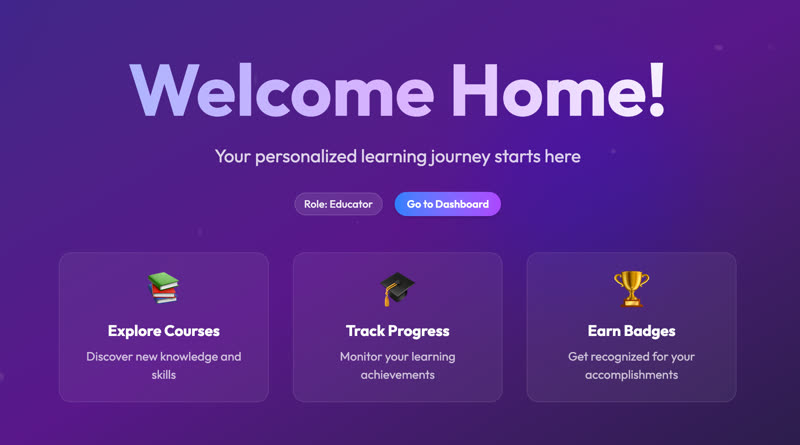 Welcome Home!
Your personalized learning journey starts here
Role: Educator
Go to Dashboard
Explore Courses
Discover new knowledge and
skills
Track Progress
Monitor your learning
achievements
Earn Badges
Get recognized for your
accomplishments